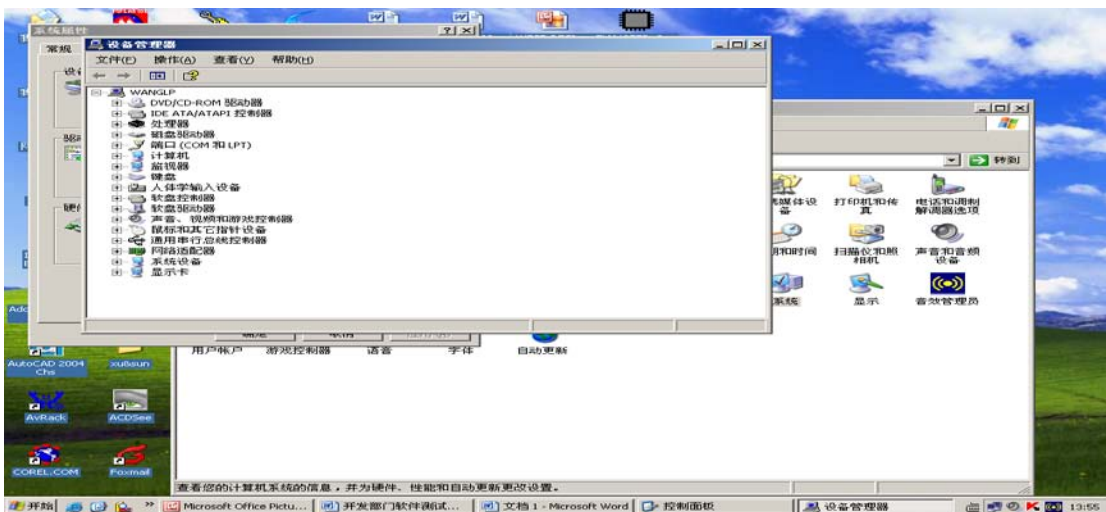 系统属性
常规
设备管理器
文件(F) 操作(A) 查看(V) 帮助(H)
WANGLP
DVD/CD-ROM 驱动器
IDE ATA/ATAPI 控制器
处理器
磁盘驱动器
端口 (COM 和 LPT)
计算机
监视器
键盘
人体学输入设备
软盘控制器
软盘驱动器
声音、视频和游戏控制器
鼠标和其它指针设备
通用串行总线控制器
网络适配器
系统设备
显示卡
转到
打印机和传真
电话和调制解调器选项
扫描仪和照相机
声音和音频设备
系统
显示
音效管理员
用户帐户
游戏控制器
语音
字体
自动更新
AutoCAD 2004 Chs
xu8sun
AvRack
ACDSee
COREL.COM
Foxmail
查看您的计算机系统的信息，并为硬件、性能和自动更新更改设置。
开始
Microsoft Office Pictu...
开发部门软件测试...
文档 1 - Microsoft Word
控制面板
设备管理器
13:55